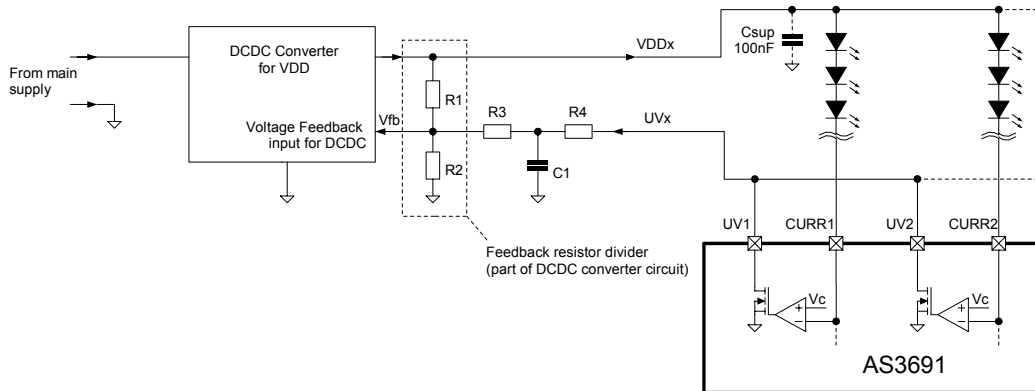 From main
supply
DCDC Converter
for VDD
Voltage Feedback
input for DCDC
Vfb
R1
R2
R3
R4
C1
VDDx
UVx
Csup
100nF
Feedback resistor divider
(part of DCDC converter circuit)
UV1
CURR1
UV2
CURR2
Vc
+
−
Vc
+
−
AS3691